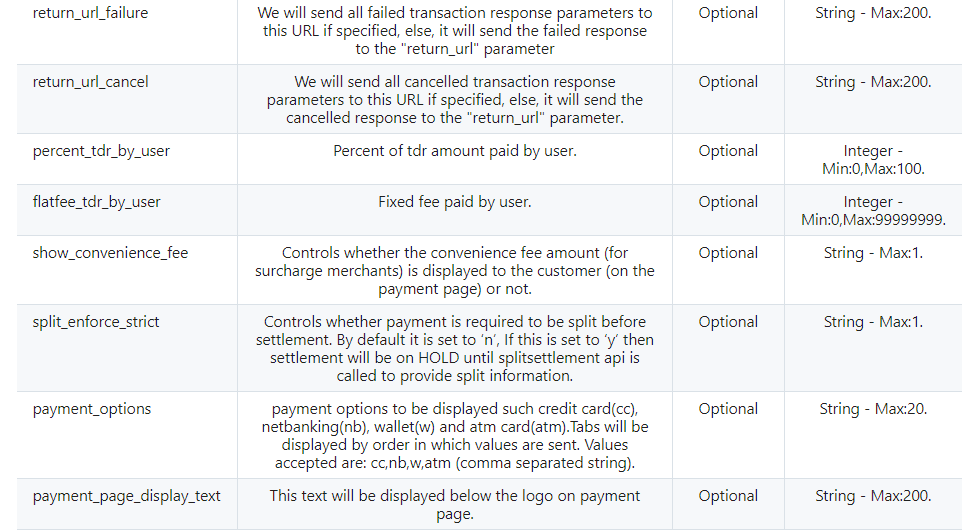 return_url_failure
We will send all failed transaction response parameters to
this URL if specified, else, it will send the failed response
to the "return_url" parameter
Optional
String - Max:200.
return_url_cancel
We will send all cancelled transaction response
parameters to this URL if specified, else, it will send the
cancelled response to the "return_url" parameter.
Optional
String - Max:200.
percent_tdr_by_user
Percent of tdr amount paid by user.
Optional
Integer -
Min:0,Max:100.
flatfee_tdr_by_user
Fixed fee paid by user.
Optional
Integer -
Min:0,Max:99999999.
show_convenience_fee
Controls whether the convenience fee amount (for
surcharge merchants) is displayed to the customer (on the
payment page) or not.
Optional
String - Max:1.
split_enforce_strict
Controls whether payment is required to be split before
settlement. By default it is set to ‘n’, If this is set to ‘y’ then
settlement will be on HOLD until splitsettlement api is
called to provide split information.
Optional
String - Max:1.
payment_options
payment options to be displayed such credit card(cc),
netbanking(nb), wallet(w) and atm card(atm).Tabs will be
displayed by order in which values are sent. Values
accepted are: cc,nb,w,atm (comma separated string).
Optional
String - Max:20.
payment_page_display_text
This text will be displayed below the logo on payment
page.
Optional
String - Max:200.